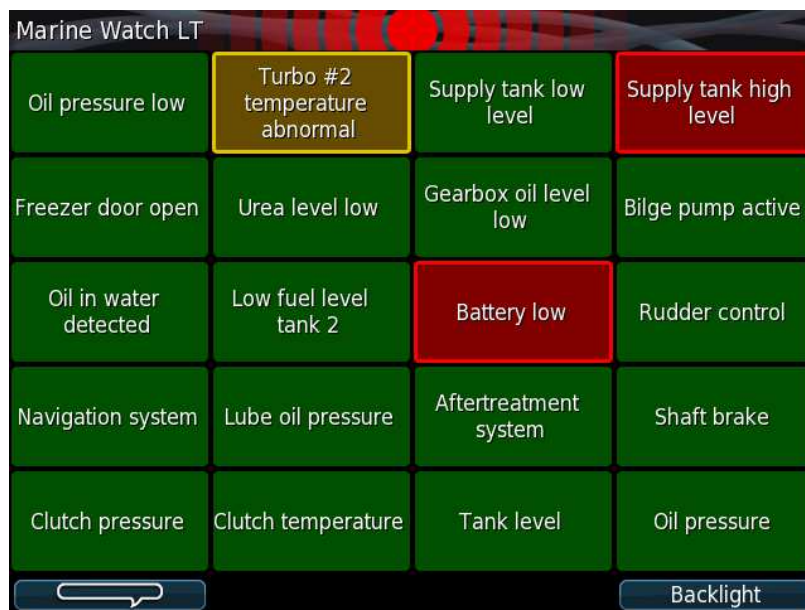 Marine Watch LT
Oil pressure low
Turbo #2
temperature
abnormal
Supply tank low
level
Supply tank high
level
Freezer door open
Urea level low
Gearbox oil level
low
Bilge pump active
Oil in water
detected
Low fuel level
tank 2
Battery low
Rudder control
Navigation system
Lube oil pressure
Aftertreatment
system
Shaft brake
Clutch pressure
Clutch temperature
Tank level
Oil pressure
Backlight